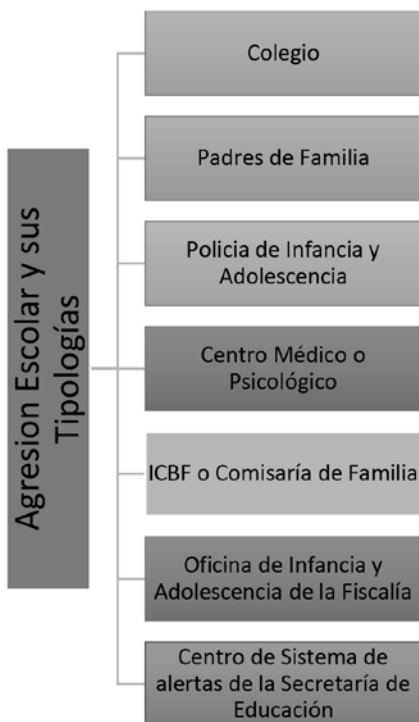 Agresion Escolar y sus
Tipologías
Colegio
Padres de Familia
Policia de Infancia y
Adolescencia
Centro Médico o
Psicológico
ICBF o Comisaría de Familia
Oficina de Infancia y
Adolescencia de la Fiscalía
Centro de Sistema de
alertas de la Secretaría de
Educación